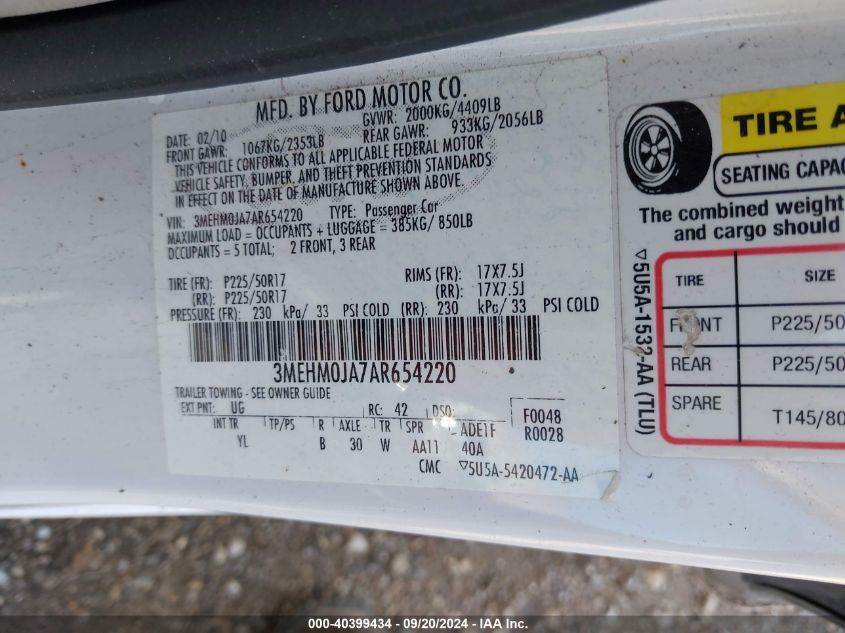 MFD. BY FORD MOTOR CO.
DATE: 02/10 GVWR: 2000KG/4409LB
FRONT GAWR: 1067KG/2353LB REAR GAWR: 933KG/2056LB
THIS VEHICLE CONFORMS TO ALL APPLICABLE FEDERAL MOTOR
VEHICLE SAFETY, BUMPER, AND THEFT PREVENTION STANDARDS
IN EFFECT ON THE DATE OF MANUFACTURE SHOWN ABOVE.
VIN: 3MEHM0JA7AR654220 TYPE: Passenger Car
MAXIMUM LOAD = OCCUPANTS + LUGGAGE = 385KG/ 850LB
OCCUPANTS = 5 TOTAL; 2 FRONT, 3 REAR
TIRE (FR): P225/50R17 RIMS (FR): 17X7.5J
(RR): P225/50R17 (RR): 17X7.5J
PRESSURE (FR): 230 kPa/ 33 PSI COLD (RR): 230 kPa/ 33 PSI COLD
3MEHM0JA7AR654220
TRAILER TOWING - SEE OWNER GUIDE
EXT PNT: UG RC: 42 DSO: F0048
INT TR TP/PS R AXLE TR SPR ADE1F R0028
YL B 30 W AA11 40A
CMC ▽5U5A-5420472-AA
▽5U5A-1532-AA (TLU)
TIRE A
SEATING CAPA
The combined weight
and cargo should
TIRE SIZE
FRONT P225/50
REAR P225/50
SPARE T145/80
000-40399434 - 09/20/2024 - IAA Inc.